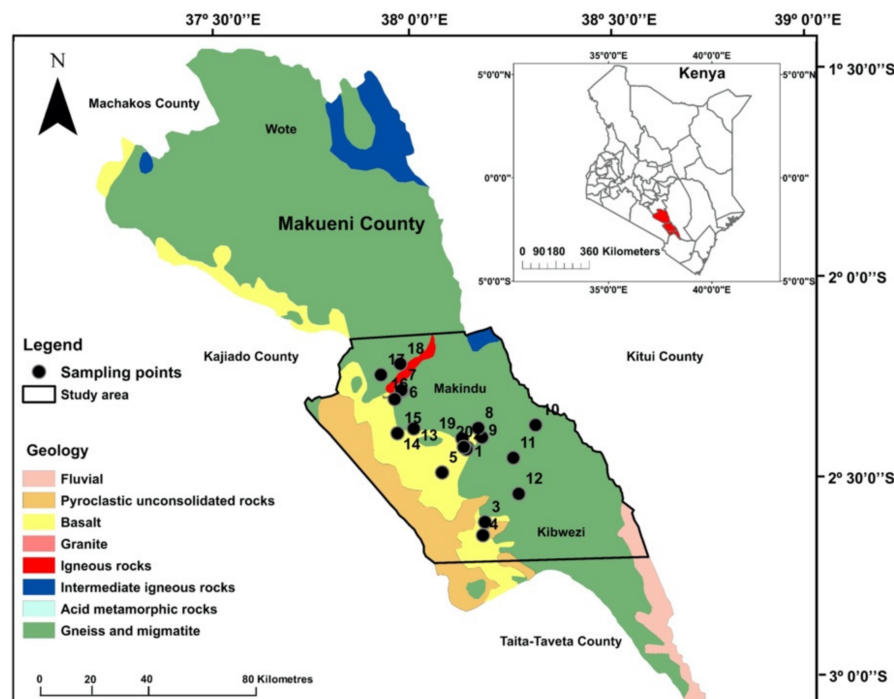 37°30'0"E 38°0'0"E 38°30'0"E 39°0'0"E
N
35°0'0"E 40°0'0"E
Kenya
5°0'0"N 5°0'0"N
1° 30'0''S
Machakos County
Wote
0°0'0"S 0°0'0"S
Makueni County
0 90 180 360 Kilometers
5°0'0"S 5°0'0"S
35°0'0"E 40°0'0"E
2° 0'0''S
Legend
Kajiado County
Kitui County
Sampling points
Study area
18
17
7
16
6
Makindu
15
13
14
19
20
8
9
1
5
10
11
12
3
4
2° 30'0''S
Kibwezi
Geology
Fluvial
Pyroclastic unconsolidated rocks
Basalt
Granite
Igneous rocks
Intermediate igneous rocks
Acid metamorphic rocks
Gneiss and migmatite
Taita-Taveta County
0 20 40 80 Kilometres
3° 0'0''S